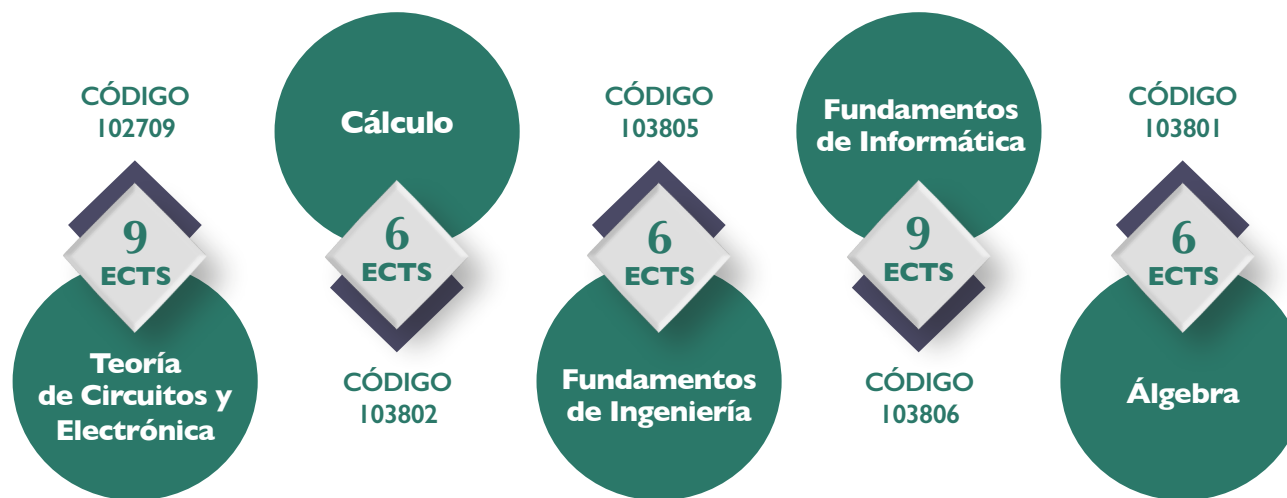 CÓDIGO
102709
9
ECTS
Teoría
de Circuitos y
Electrónica
Cálculo
6
ECTS
CÓDIGO
103802
CÓDIGO
103805
6
ECTS
Fundamentos
de Ingeniería
Fundamentos
de Informática
9
ECTS
CÓDIGO
103806
CÓDIGO
103801
6
ECTS
Álgebra